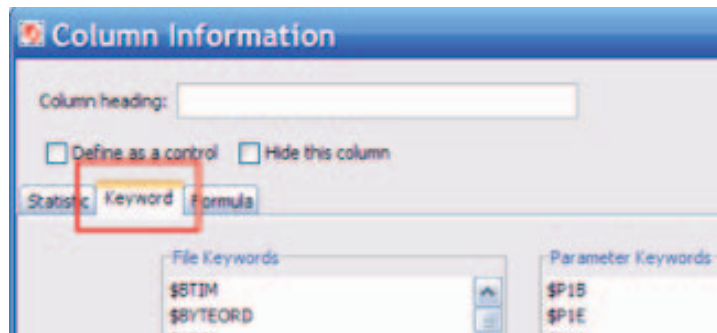 Column Information
Column heading:
Define as a control Hide this column
Statistic Keyword Formula
File Keywords Parameter Keywords
$BTIM $P1B
$BYTEORD $P1E